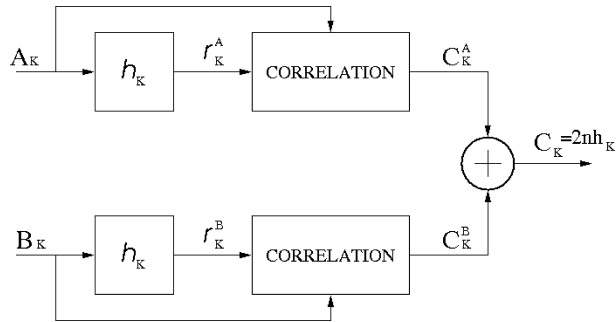 A_K
h_K
r_K^A
CORRELATION
C_K^A
+
C_K=2nh_K
B_K
h_K
r_K^B
CORRELATION
C_K^B